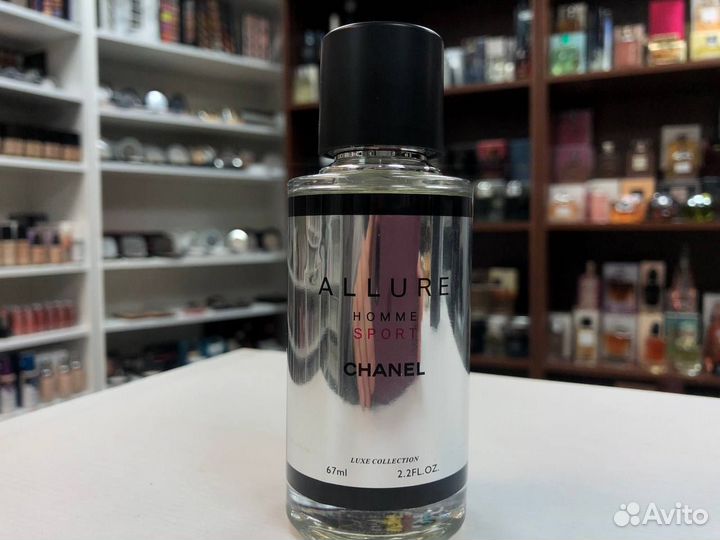 ALLURE
HOMME
SPORT
CHANEL
LUXE COLLECTION
67ml 2.2FL.OZ.
Avito